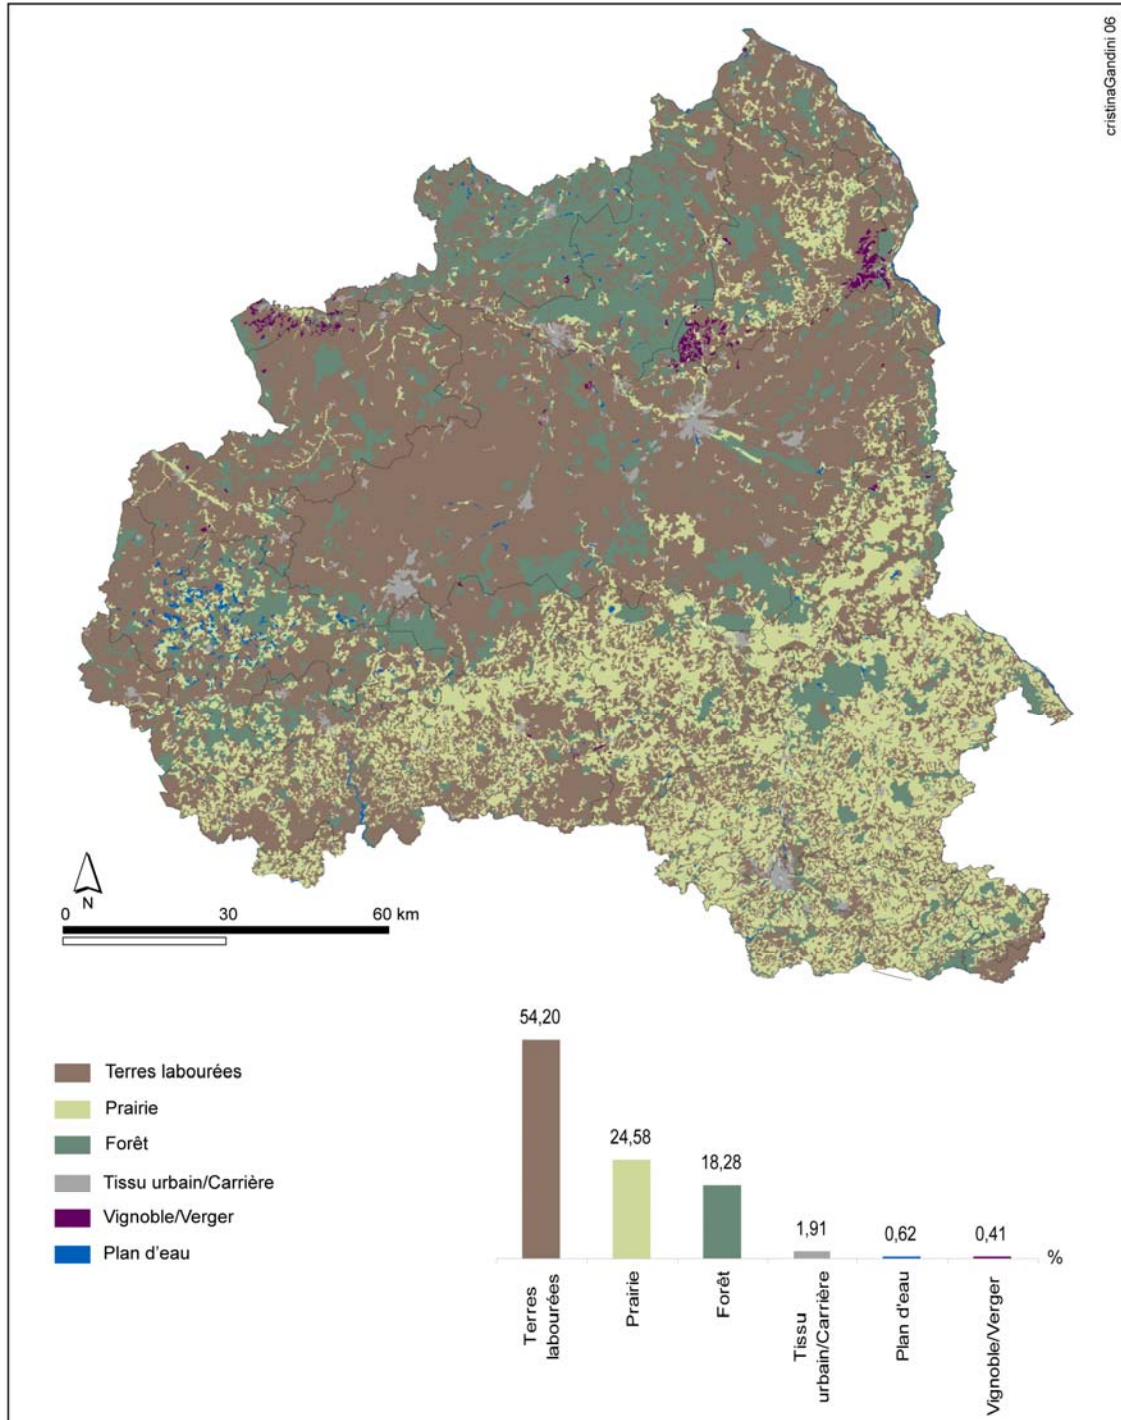 cristinaGandini 06
N
0 30 60 km
Terres labourées
Prairie
Forêt
Tissu urbain/Carrière
Vignoble/Verger
Plan d'eau
54,20
24,58
18,28
1,91
0,62
0,41
%
Terres
labourées
Prairie
Forêt
Tissu
urbain/Carrière
Plan d'eau
Vignoble/Verger